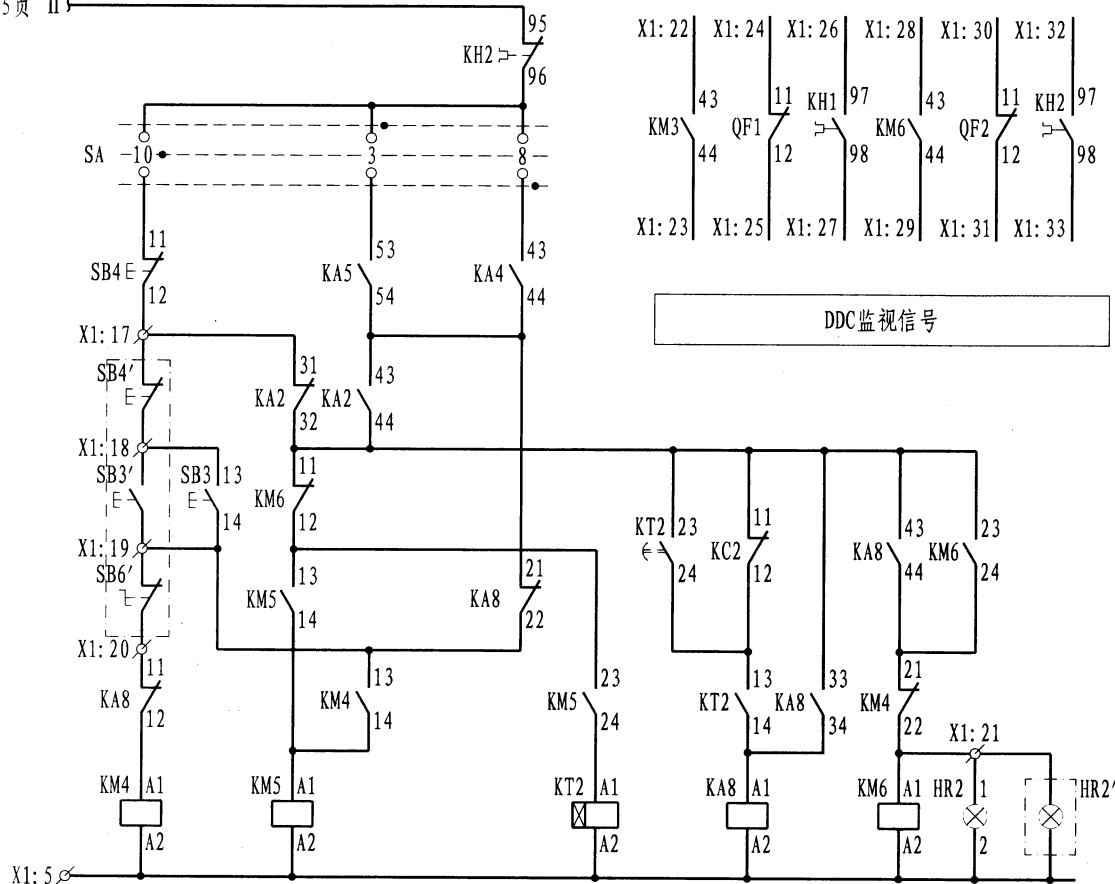 5页
95
KH2
96
X1:22 X1:24 X1:26 X1:28 X1:30 X1:32
43 11 KH1 97 43 11 KH2 97
KM3 QF1 KM6 QF2
44 12 98 44 12 98
X1:23 X1:25 X1:27 X1:29 X1:31 X1:33
SA 10 3 8
11 53 43
SB4 KA5 KA4
12 54 44
DDC监视信号
X1:17
SB4' 31 43
KA2 KA2
32 44
X1:18
SB3' SB3 13 11
KM6
14 12
KT2 23 11 43 23
KC2 KA8 KM6
24 12 44 24
X1:19
SB6' 13 21
KM5 KA8
14 22
X1:20
11 13 23 13 33 21
KA8 KM4 KM5 KT2 KA8 KM4
12 14 24 14 34 22
X1:21
KM4 A1 KM5 A1 KT2 A1 KA8 A1 KM6 A1 HR2 1 HR2'
A2 A2 A2 A2 A2 2
X1:5